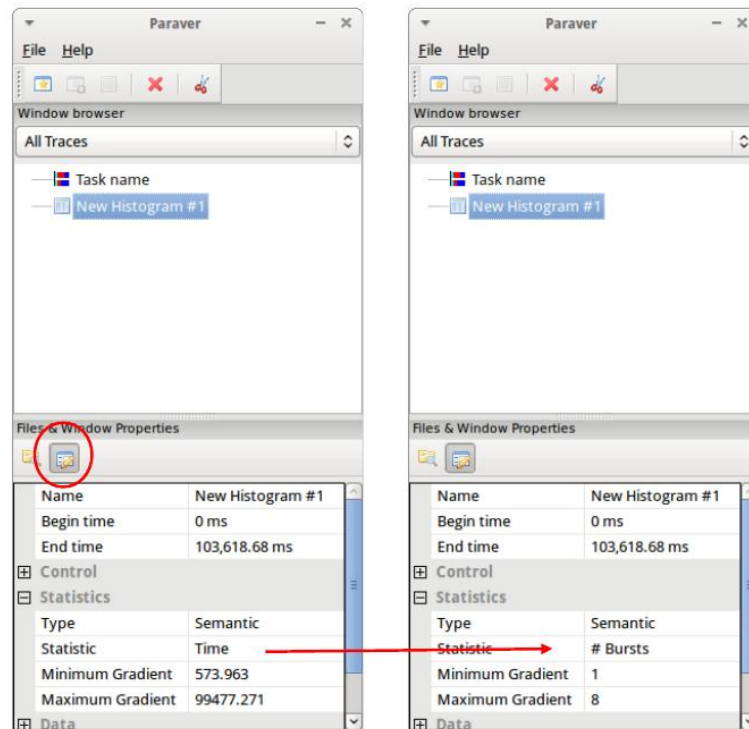 Paraver
File Help
Window browser
All Traces
Task name
New Histogram #1
Files & Window Properties
Name New Histogram #1
Begin time 0 ms
End time 103,618.68 ms
Control
Statistics
Type Semantic
Statistic Time
Minimum Gradient 573.963
Maximum Gradient 99477.271
Data
Paraver
File Help
Window browser
All Traces
Task name
New Histogram #1
Files & Window Properties
Name New Histogram #1
Begin time 0 ms
End time 103,618.68 ms
Control
Statistics
Type Semantic
Statistic # Bursts
Minimum Gradient 1
Maximum Gradient 8
Data